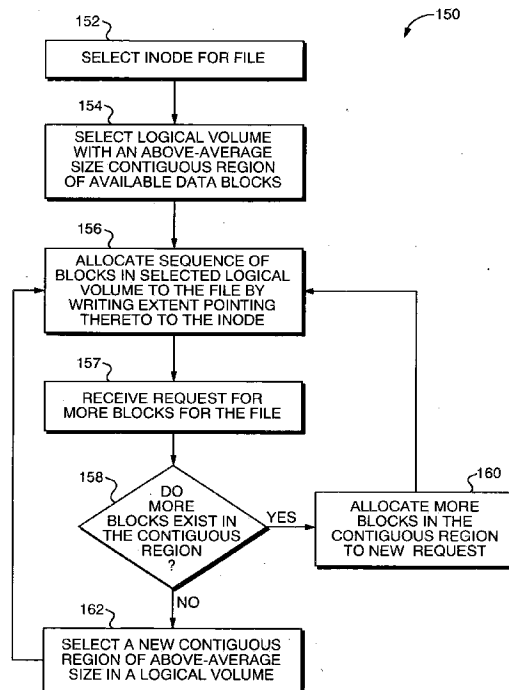 150
152
SELECT INODE FOR FILE
154
SELECT LOGICAL VOLUME
WITH AN ABOVE-AVERAGE
SIZE CONTIGUOUS REGION
OF AVAILABLE DATA BLOCKS
156
ALLOCATE SEQUENCE OF
BLOCKS IN SELECTED LOGICAL
VOLUME TO THE FILE BY
WRITING EXTENT POINTING
THERETO TO THE INODE
157
RECEIVE REQUEST FOR
MORE BLOCKS FOR THE FILE
158
DO
MORE
BLOCKS EXIST IN
THE CONTIGUOUS
REGION
?
YES
160
ALLOCATE MORE
BLOCKS IN THE
CONTIGUOUS REGION
TO NEW REQUEST
NO
162
SELECT A NEW CONTIGUOUS
REGION OF ABOVE-AVERAGE
SIZE IN A LOGICAL VOLUME